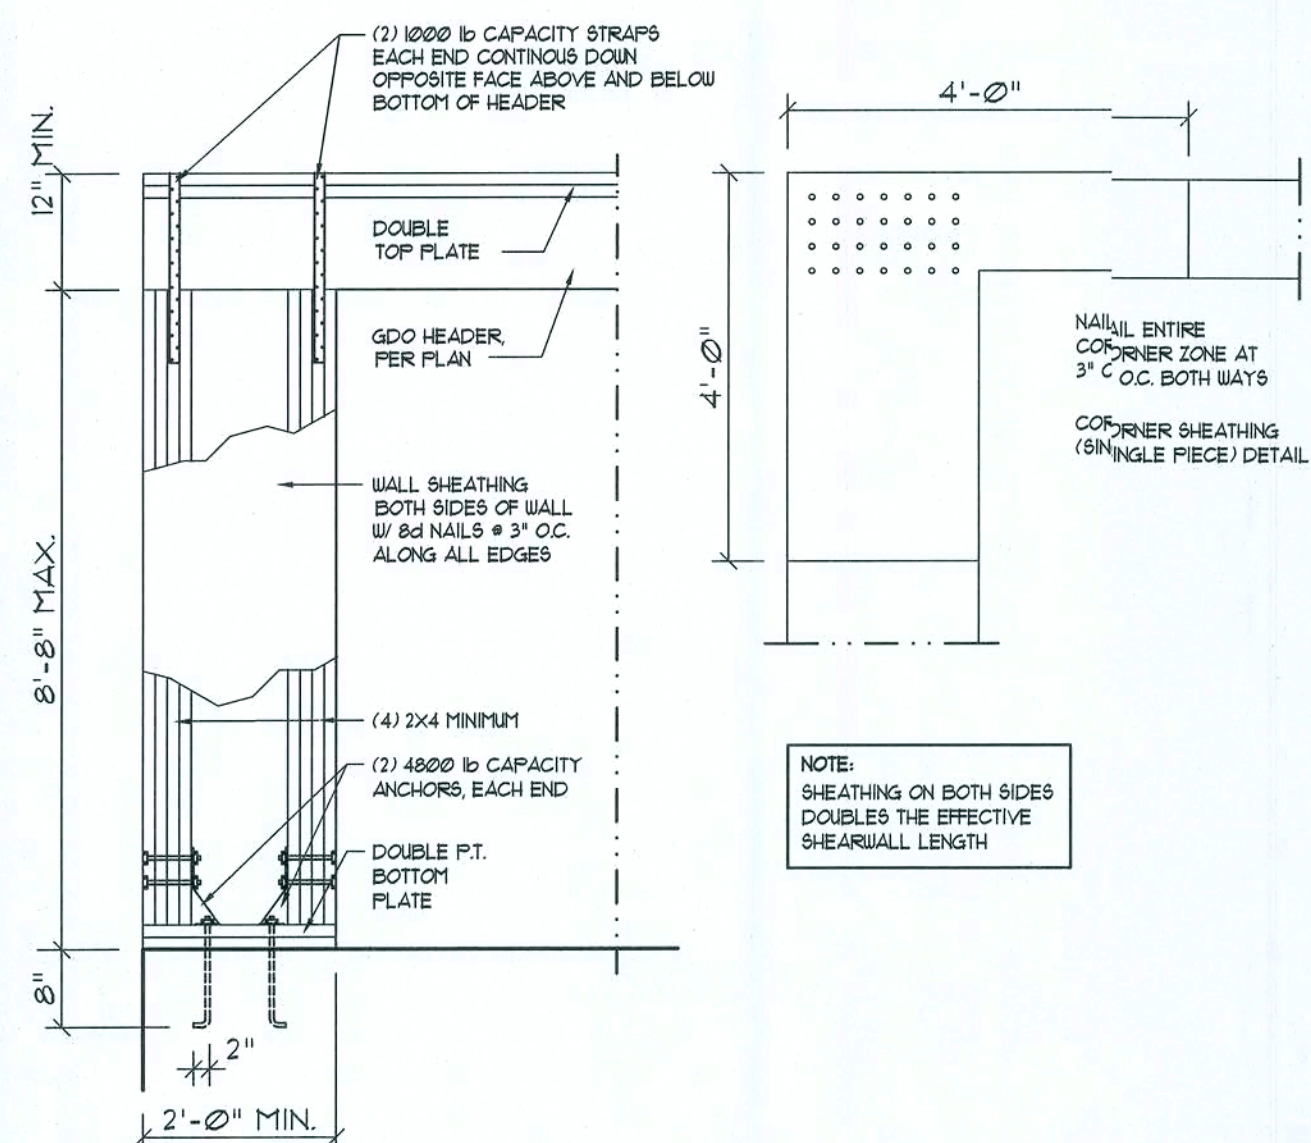 (2) 1000 lb CAPACITY STRAPS
EACH END CONTINOUS DOWN
OPPOSITE FACE ABOVE AND BELOW
BOTTOM OF HEADER
12" MIN.
DOUBLE
TOP PLATE
GDO HEADER,
PER PLAN
WALL SHEATHING
BOTH SIDES OF WALL
W/ 8d NAILS @ 3" O.C.
ALONG ALL EDGES
8'-8" MAX.
(4) 2X4 MINIMUM
(2) 4800 lb CAPACITY
ANCHORS, EACH END
DOUBLE P.T.
BOTTOM
PLATE
8"
2"
2'-0" MIN.
4'-0"
4'-0"
NAIL ENTIRE
CORNER ZONE AT
3" O.C. BOTH WAYS
CORNER SHEATHING
(SINGLE PIECE) DETAIL
NOTE:
SHEATHING ON BOTH SIDES
DOUBLES THE EFFECTIVE
SHEARWALL LENGTH